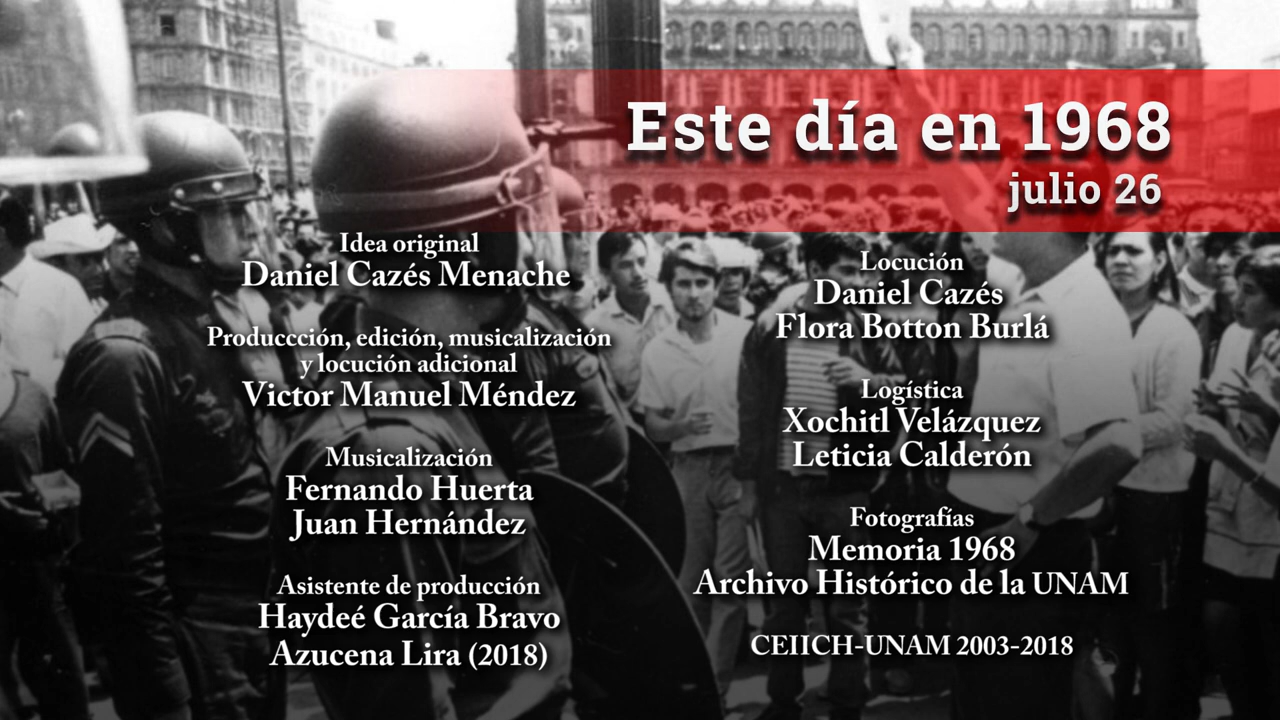 Este día en 1968
julio 26
Idea original
Daniel Cazés Menache
Produccción, edición, musicalización
y locución adicional
Victor Manuel Méndez
Musicalización
Fernando Huerta
Juan Hernández
Asistente de producción
Haydeé García Bravo
Azucena Lira (2018)
Locución
Daniel Cazés
Flora Botton Burlá
Logística
Xochitl Velázquez
Leticia Calderón
Fotografías
Memoria 1968
Archivo Histórico de la UNAM
CEIICH-UNAM 2003-2018